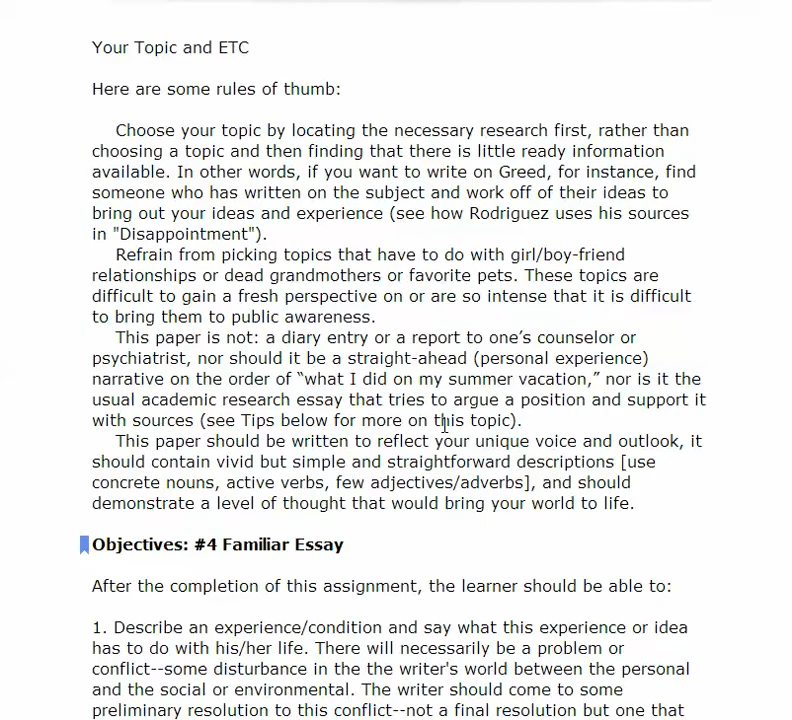 Your Topic and ETC
Here are some rules of thumb:
Choose your topic by locating the necessary research first, rather than
choosing a topic and then finding that there is little ready information
available. In other words, if you want to write on Greed, for instance, find
someone who has written on the subject and work off of their ideas to
bring out your ideas and experience (see how Rodriguez uses his sources
in "Disappointment").
Refrain from picking topics that have to do with girl/boy-friend
relationships or dead grandmothers or favorite pets. These topics are
difficult to gain a fresh perspective on or are so intense that it is difficult
to bring them to public awareness.
This paper is not: a diary entry or a report to one’s counselor or
psychiatrist, nor should it be a straight-ahead (personal experience)
narrative on the order of “what I did on my summer vacation,” nor is it the
usual academic research essay that tries to argue a position and support it
with sources (see Tips below for more on this topic).
This paper should be written to reflect your unique voice and outlook, it
should contain vivid but simple and straightforward descriptions [use
concrete nouns, active verbs, few adjectives/adverbs], and should
demonstrate a level of thought that would bring your world to life.
Objectives: #4 Familiar Essay
After the completion of this assignment, the learner should be able to:
1. Describe an experience/condition and say what this experience or idea
has to do with his/her life. There will necessarily be a problem or
conflict--some disturbance in the the writer's world between the personal
and the social or environmental. The writer should come to some
preliminary resolution to this conflict--not a final resolution but one that